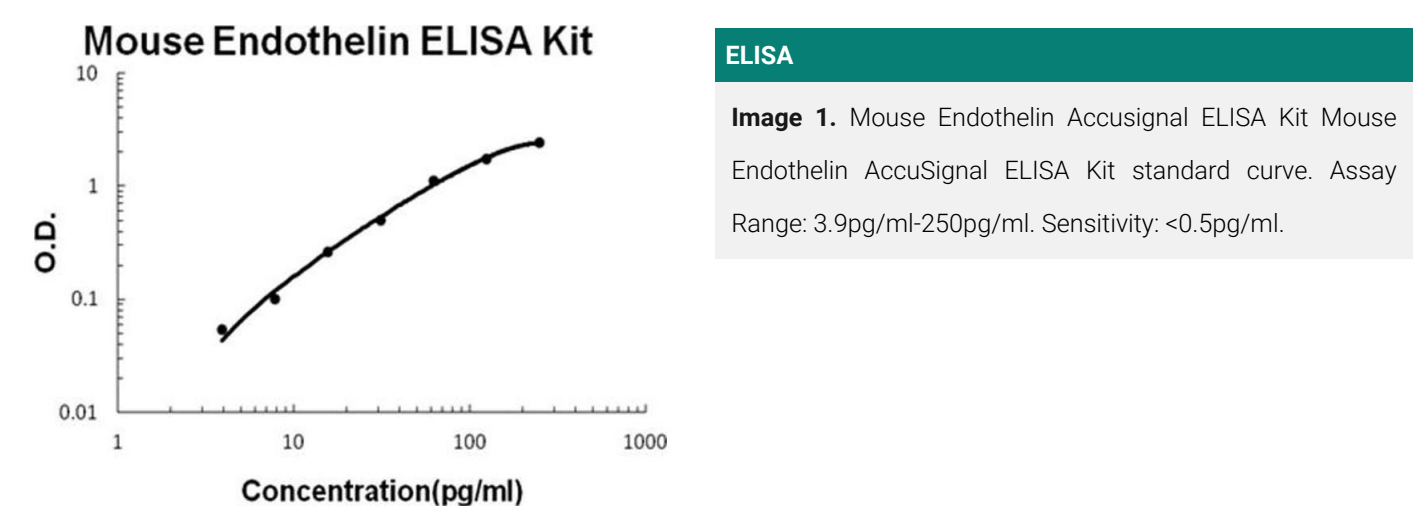 Mouse Endothelin ELISA Kit
10
1
0.1
0.01
O.D.
1
10
100
1000
Concentration(pg/ml)
ELISA
Image 1. Mouse Endothelin Accusignal ELISA Kit Mouse
Endothelin AccuSignal ELISA Kit standard curve. Assay
Range: 3.9pg/ml-250pg/ml. Sensitivity: <0.5pg/ml.